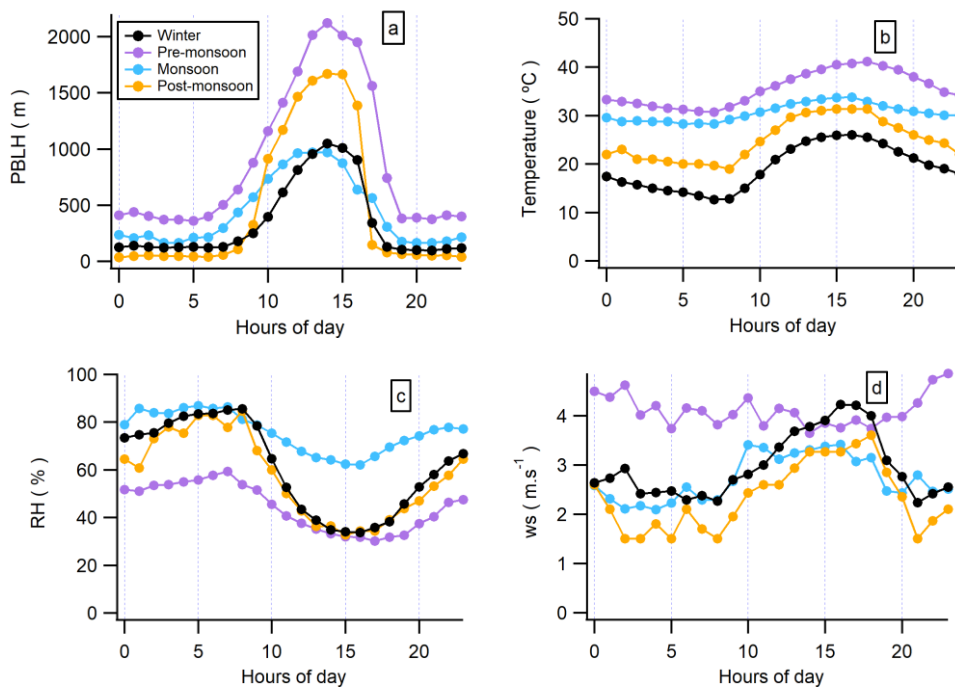 a
Winter
Pre-monsoon
Monsoon
Post-monsoon
PBLH ( m )
2000
1500
1000
500
0
0 5 10 15 20
Hours of day
b
Temperature ( ºC )
50
40
30
20
10
0
0 5 10 15 20
Hours of day
c
RH ( % )
100
80
60
40
20
0
0 5 10 15 20
Hours of day
d
ws ( m.s⁻¹ )
4
3
2
1
0
0 5 10 15 20
Hours of day